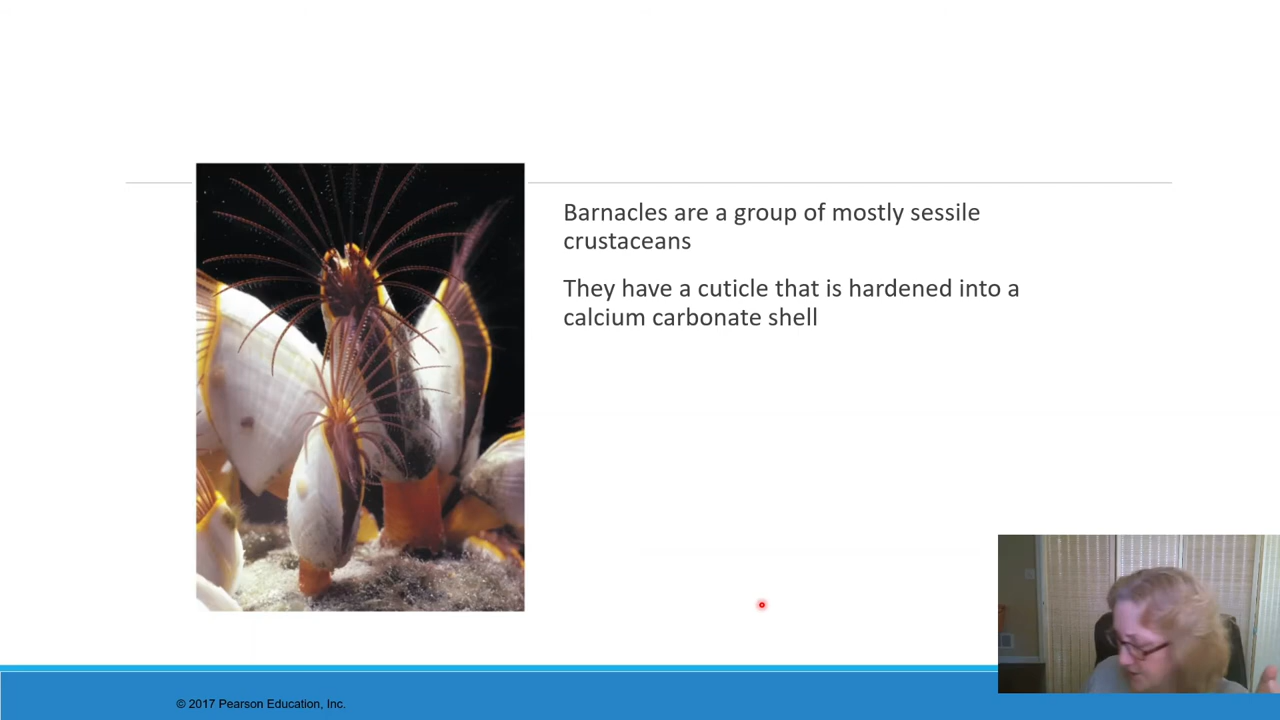 Barnacles are a group of mostly sessile
crustaceans
They have a cuticle that is hardened into a
calcium carbonate shell
© 2017 Pearson Education, Inc.